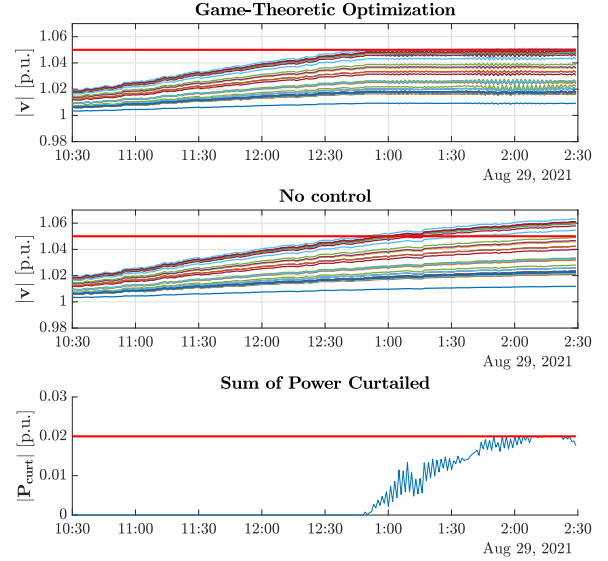 Game-Theoretic Optimization
|v| [p.u.]
1.06
1.04
1.02
1
0.98
10:30 11:00 11:30 12:00 12:30 1:00 1:30 2:00 2:30
Aug 29, 2021
No control
|v| [p.u.]
1.06
1.04
1.02
1
0.98
10:30 11:00 11:30 12:00 12:30 1:00 1:30 2:00 2:30
Aug 29, 2021
Sum of Power Curtailed
|Pcurt| [p.u.]
0.03
0.02
0.01
0
10:30 11:00 11:30 12:00 12:30 1:00 1:30 2:00 2:30
Aug 29, 2021